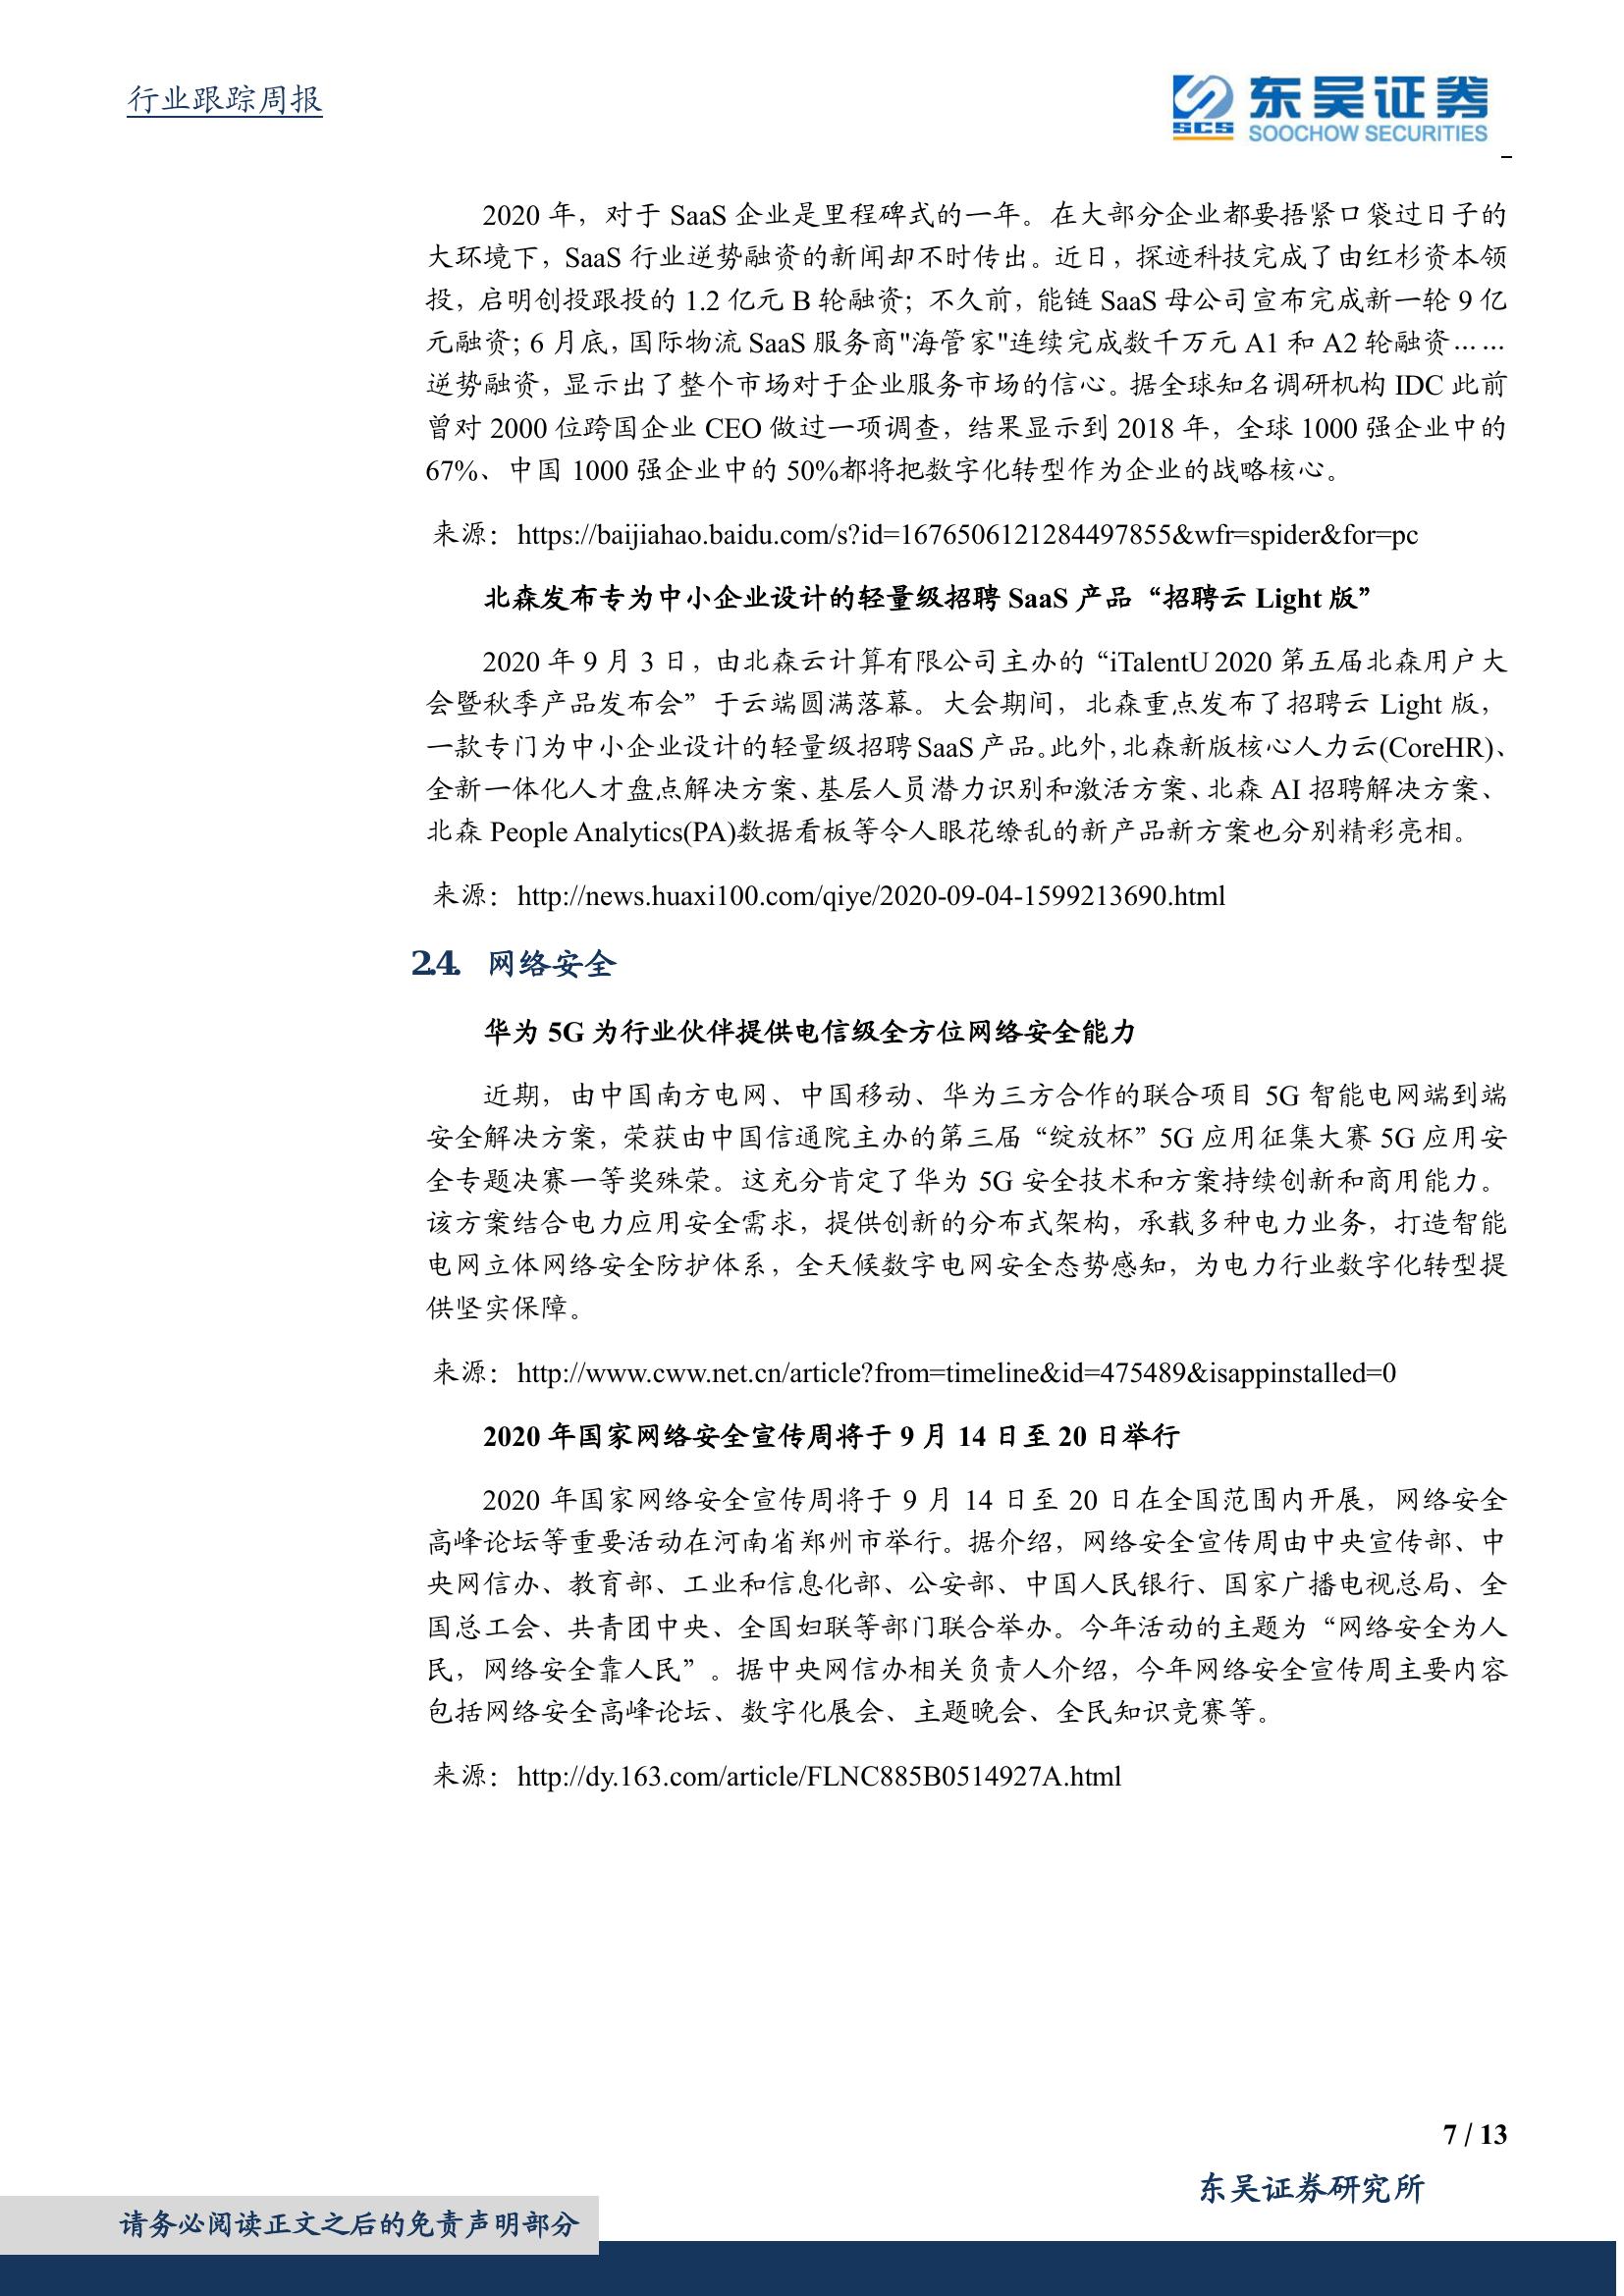 行业跟踪周报
SCS
东吴证券
SOOCHOW SECURITIES
2020 年，对于 SaaS 企业是里程碑式的一年。在大部分企业都要捂紧口袋过日子的
大环境下，SaaS 行业逆势融资的新闻却不时传出。近日，探迹科技完成了由红杉资本领
投，启明创投跟投的 1.2 亿元 B 轮融资；不久前，能链 SaaS 母公司宣布完成新一轮 9 亿
元融资；6 月底，国际物流 SaaS 服务商"海管家"连续完成数千万元 A1 和 A2 轮融资……
逆势融资，显示出了整个市场对于企业服务市场的信心。据全球知名调研机构 IDC 此前
曾对 2000 位跨国企业 CEO 做过一项调查，结果显示到 2018 年，全球 1000 强企业中的
67%、中国 1000 强企业中的 50%都将把数字化转型作为企业的战略核心。
来源：https://baijiahao.baidu.com/s?id=1676506121284497855&wfr=spider&for=pc
北森发布专为中小企业设计的轻量级招聘 SaaS 产品“招聘云 Light 版”
2020 年 9 月 3 日，由北森云计算有限公司主办的“iTalentU 2020 第五届北森用户大
会暨秋季产品发布会”于云端圆满落幕。大会期间，北森重点发布了招聘云 Light 版，
一款专门为中小企业设计的轻量级招聘 SaaS 产品。此外，北森新版核心人力云(CoreHR)、
全新一体化人才盘点解决方案、基层人员潜力识别和激活方案、北森 AI 招聘解决方案、
北森 People Analytics(PA)数据看板等令人眼花缭乱的新产品新方案也分别精彩亮相。
来源：http://news.huaxi100.com/qiye/2020-09-04-1599213690.html
2.4. 网络安全
华为 5G 为行业伙伴提供电信级全方位网络安全能力
近期，由中国南方电网、中国移动、华为三方合作的联合项目 5G 智能电网端到端
安全解决方案，荣获由中国信通院主办的第三届“绽放杯”5G 应用征集大赛 5G 应用安
全专题决赛一等奖殊荣。这充分肯定了华为 5G 安全技术和方案持续创新和商用能力。
该方案结合电力应用安全需求，提供创新的分布式架构，承载多种电力业务，打造智能
电网立体网络安全防护体系，全天候数字电网安全态势感知，为电力行业数字化转型提
供坚实保障。
来源：http://www.cww.net.cn/article?from=timeline&id=475489&isappinstalled=0
2020 年国家网络安全宣传周将于 9 月 14 日至 20 日举行
2020 年国家网络安全宣传周将于 9 月 14 日至 20 日在全国范围内开展，网络安全
高峰论坛等重要活动在河南省郑州市举行。据介绍，网络安全宣传周由中央宣传部、中
央网信办、教育部、工业和信息化部、公安部、中国人民银行、国家广播电视总局、全
国总工会、共青团中央、全国妇联等部门联合举办。今年活动的主题为“网络安全为人
民，网络安全靠人民”。据中央网信办相关负责人介绍，今年网络安全宣传周主要内容
包括网络安全高峰论坛、数字化展会、主题晚会、全民知识竞赛等。
来源：http://dy.163.com/article/FLNC885B0514927A.html
7 / 13
东吴证券研究所
请务必阅读正文之后的免责声明部分